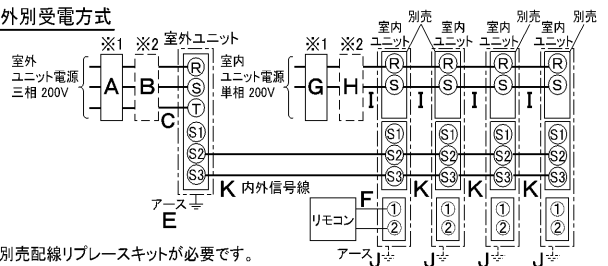 外別受電方式
※1 ※2 室外ユニット
室外
ユニット電源
三相 200V
A B
C
R
S
T
S1
S2
S3
アース
E
K 内外信号線
※1 ※2
室内
ユニット電源
単相 200V
G H
室内
ユニット
別売
室内
ユニット
室内
ユニット
別売
室内
ユニット
別売
R R R R
S S S S
I I I I
S1 S1 S1 S1
S2 S2 S2 S2
S3 S3 S3 S3
K K K
F
リモコン
① ① ① ①
② ② ② ②
アース J J J J
別売配線リプレースキットが必要です。